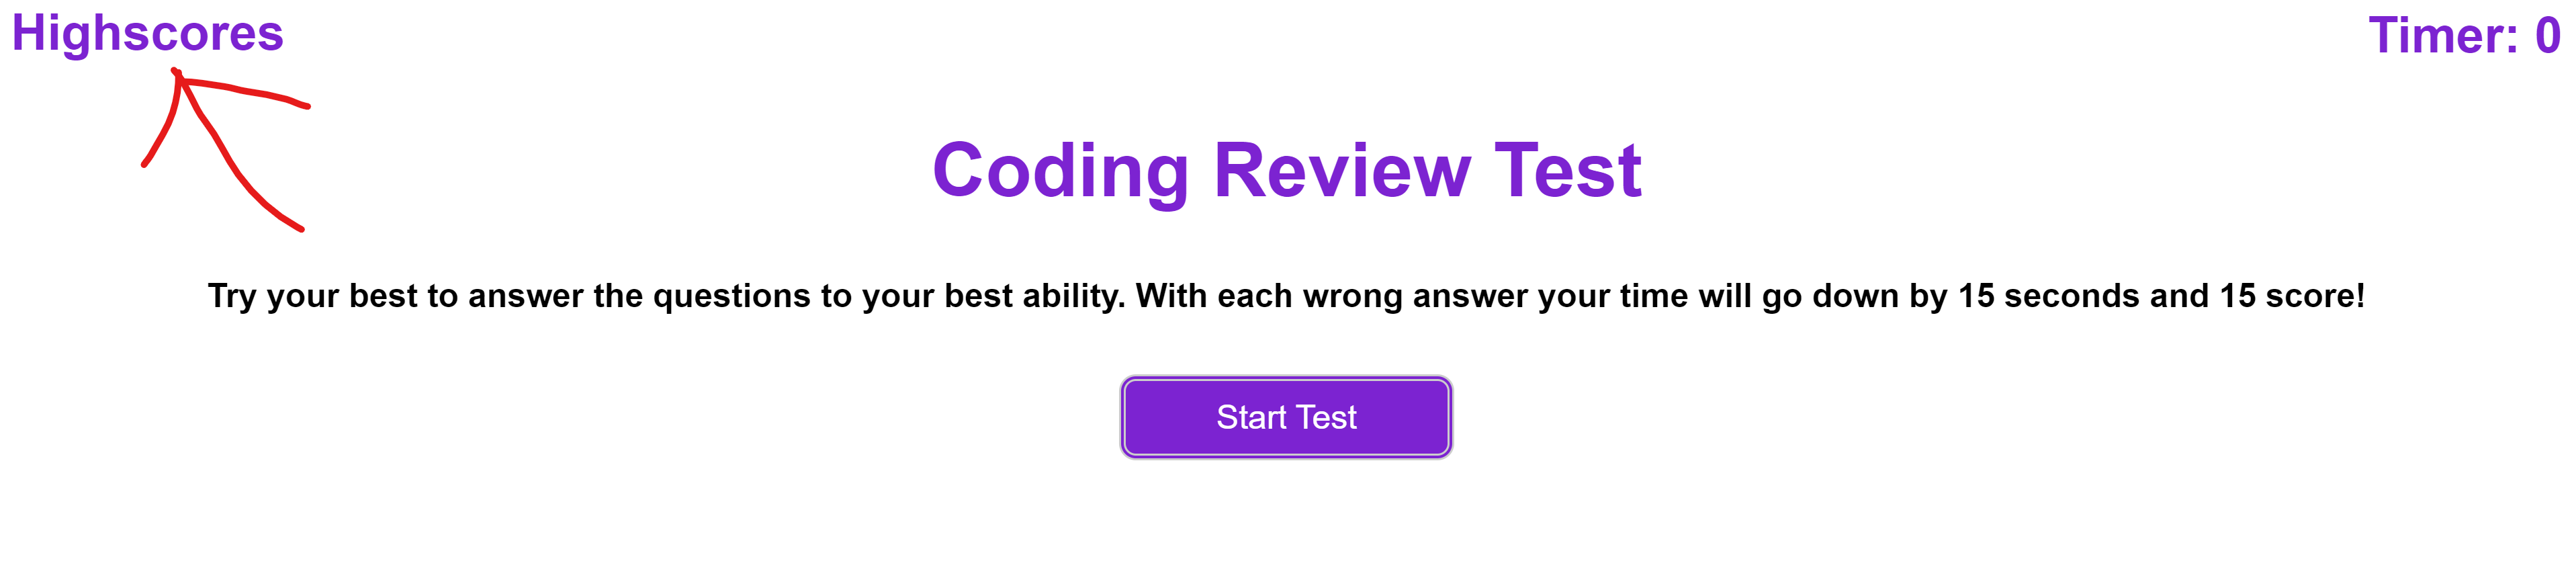 Highscores
Timer: 0
Coding Review Test
Try your best to answer the questions to your best ability. With each wrong answer your time will go down by 15 seconds and 15 score!
Start Test